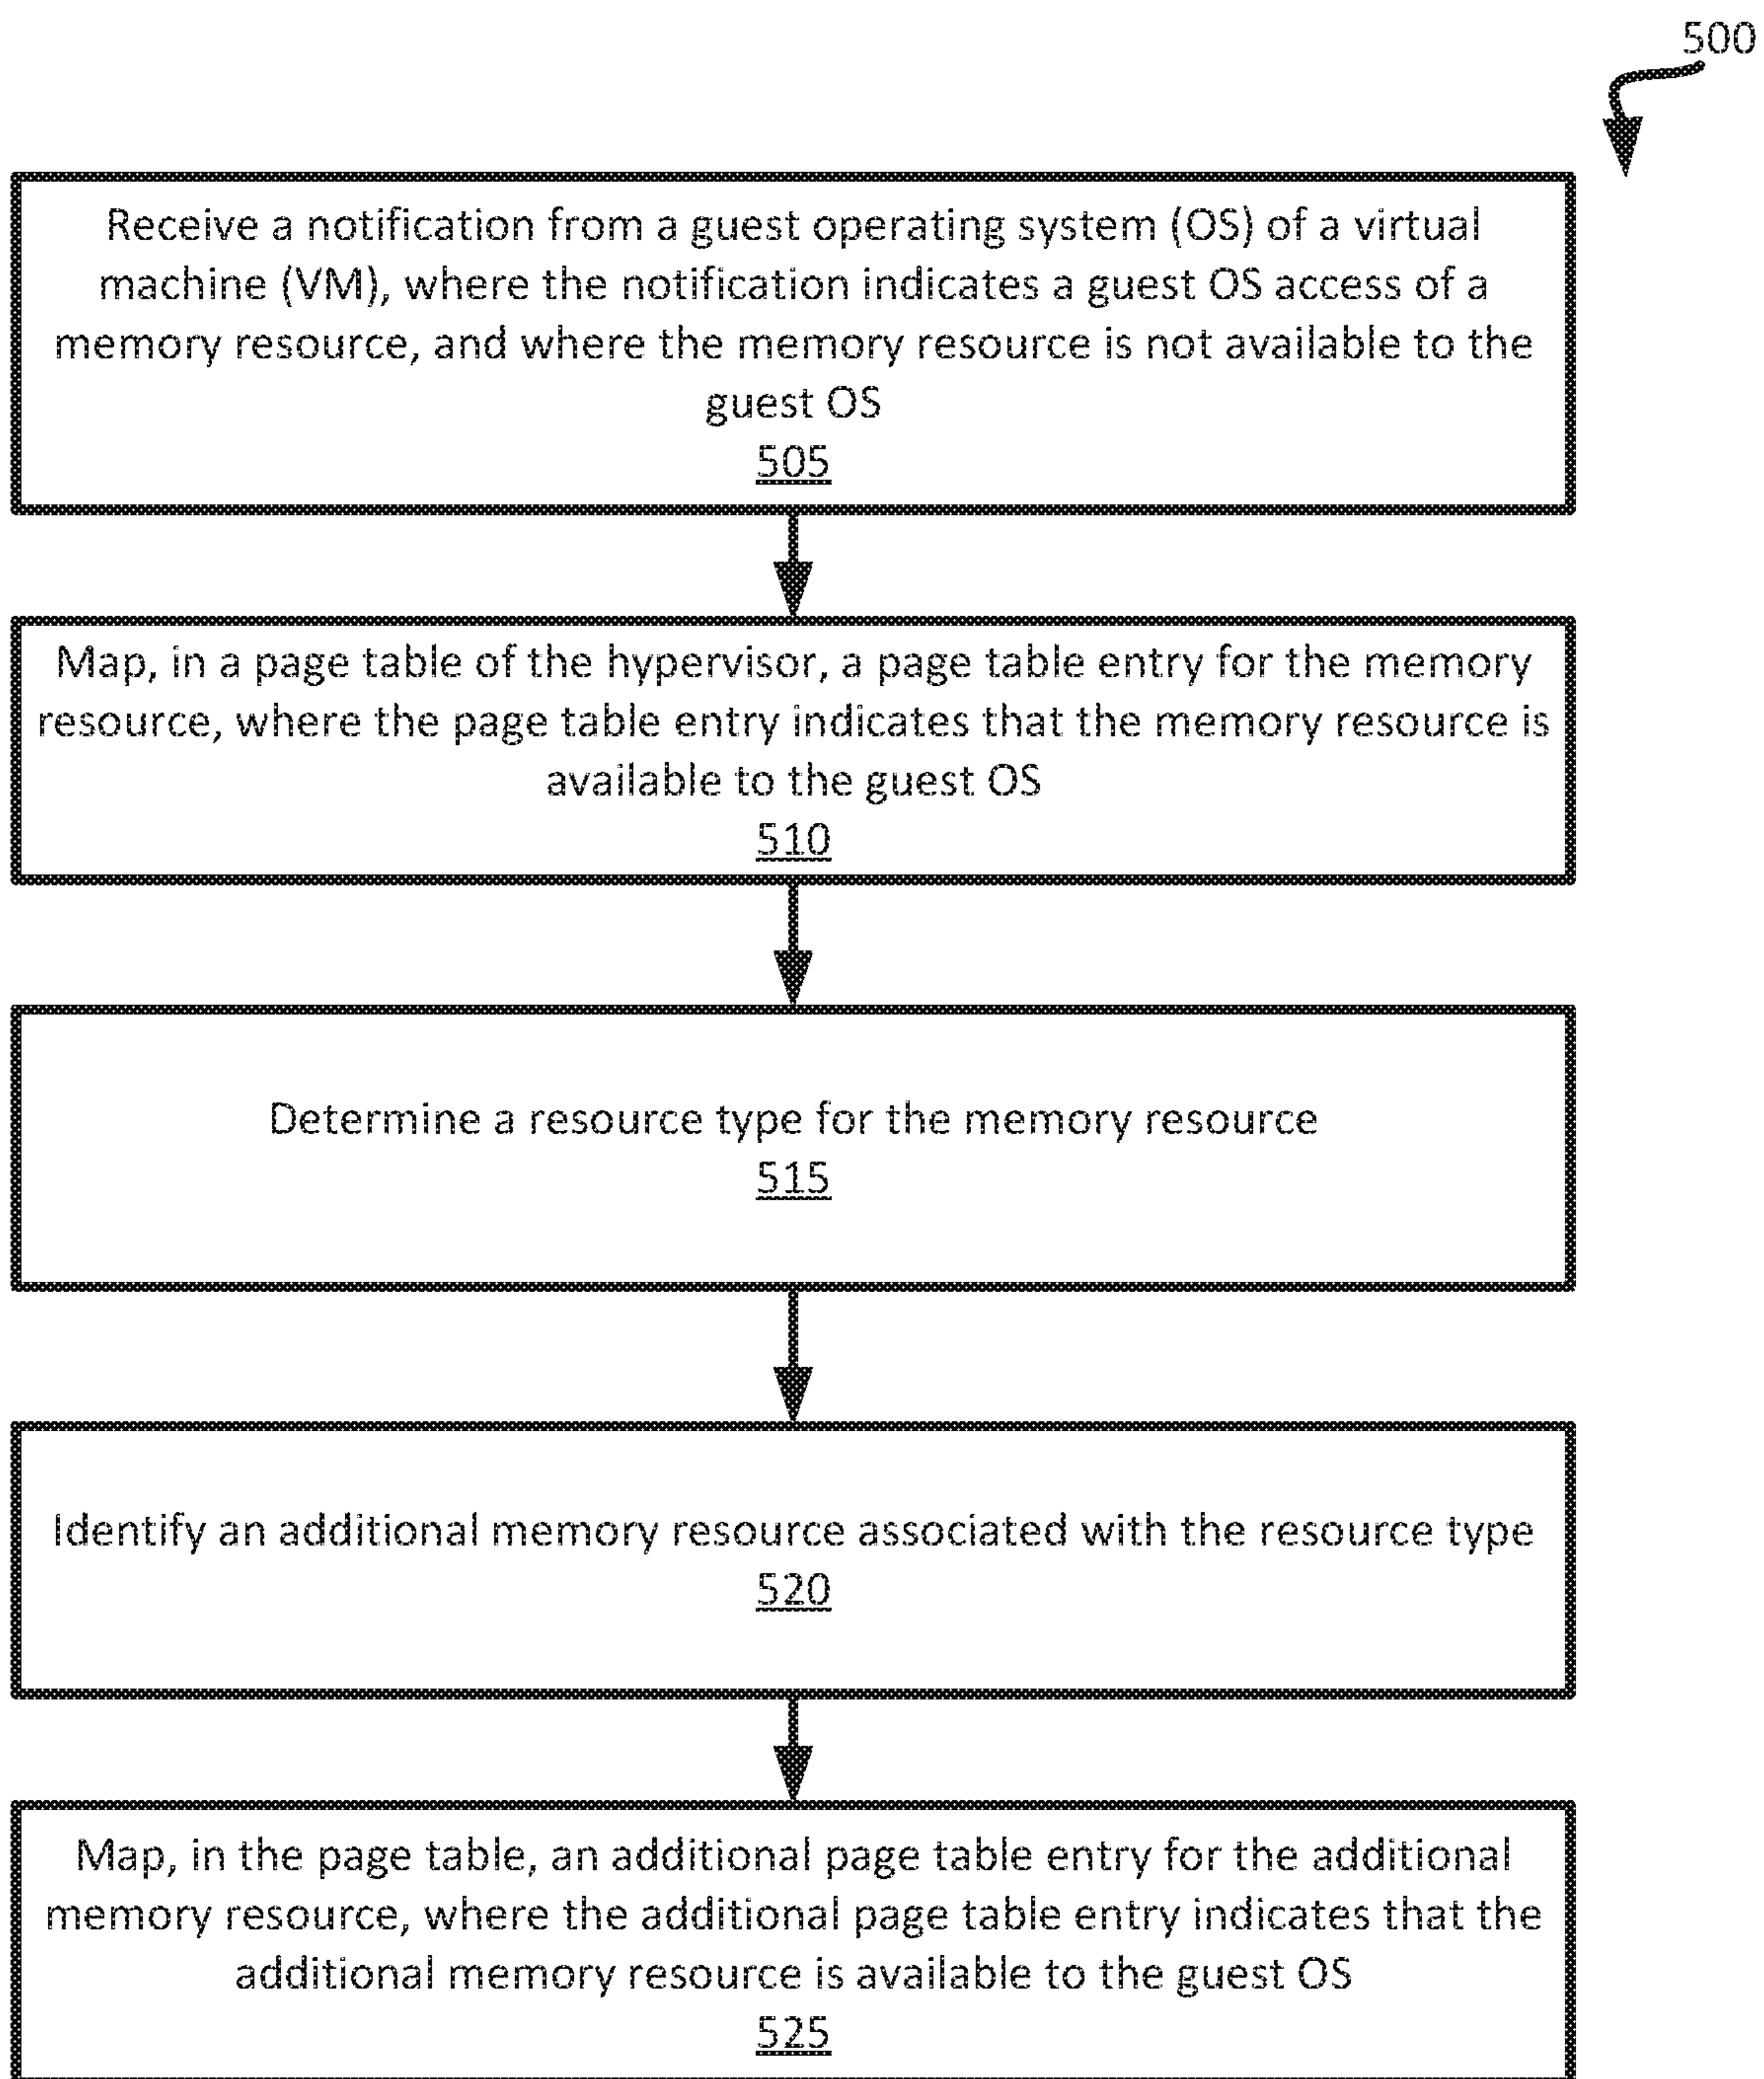 500
Receive a notification from a guest operating system (OS) of a virtual
machine (VM), where the notification indicates a guest OS access of a
memory resource, and where the memory resource is not available to the
guest OS
505
Map, in a page table of the hypervisor, a page table entry for the memory
resource, where the page table entry indicates that the memory resource is
available to the guest OS
510
Determine a resource type for the memory resource
515
Identify an additional memory resource associated with the resource type
520
Map, in the page table, an additional page table entry for the additional
memory resource, where the additional page table entry indicates that the
additional memory resource is available to the guest OS
525